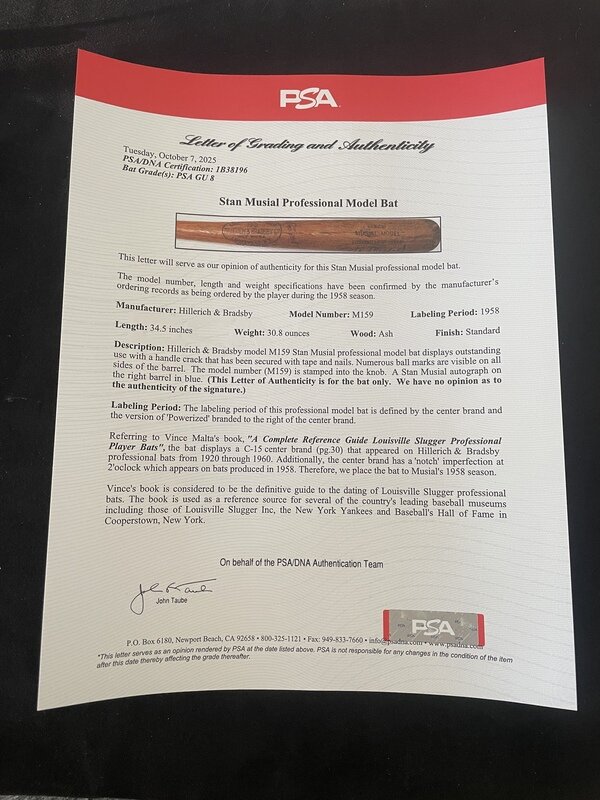 PSA
Letter of Grading and Authenticity
Tuesday, October 7, 2025
PSA/DNA Certification: 1B38196
Bat Grade(s): PSA GU 8
Stan Musial Professional Model Bat
This letter will serve as our opinion of authenticity for this Stan Musial professional model bat.
The model number, length and weight specifications have been confirmed by the manufacturer's
ordering records as being ordered by the player during the 1958 season.
Manufacturer: Hillerich & Bradsby Model Number: M159 Labeling Period: 1958
Length: 34.5 inches Weight: 30.8 ounces Wood: Ash Finish: Standard
Description: Hillerich & Bradsby model M159 Stan Musial professional model bat displays outstanding
use with a handle crack that has been secured with tape and nails. Numerous ball marks are visible on all
sides of the barrel. The model number (M159) is stamped into the knob. A Stan Musial autograph on
the right barrel in blue. (This Letter of Authenticity is for the bat only. We have no opinion as to
the authenticity of the signature.)
Labeling Period: The labeling period of this professional model bat is defined by the center brand and
the version of 'Powerized' branded to the right of the center brand.
Referring to Vince Malta's book, "A Complete Reference Guide Louisville Slugger Professional
Player Bats", the bat displays a C-15 center brand (pg.30) that appeared on Hillerich & Bradsby
professional bats from 1920 through 1960. Additionally, the center brand has a 'notch' imperfection at
2'oclock which appears on bats produced in 1958. Therefore, we place the bat to Musial's 1958 season.
Vince's book is considered to be the definitive guide to the dating of Louisville Slugger professional
bats. The book is used as a reference source for several of the country's leading baseball museums
including those of Louisville Slugger Inc, the New York Yankees and Baseball's Hall of Fame in
Cooperstown, New York.
On behalf of the PSA/DNA Authentication Team
John Taube
John Taube
PSA
P.O. Box 6180, Newport Beach, CA 92658 • 800-325-1121 • Fax: 949-833-7660 • info@psadna.com • www.psadna.com
*This letter serves as an opinion rendered by PSA at the date listed above. PSA is not responsible for any changes in the condition of the item
after this date thereby affecting the grade thereafter.